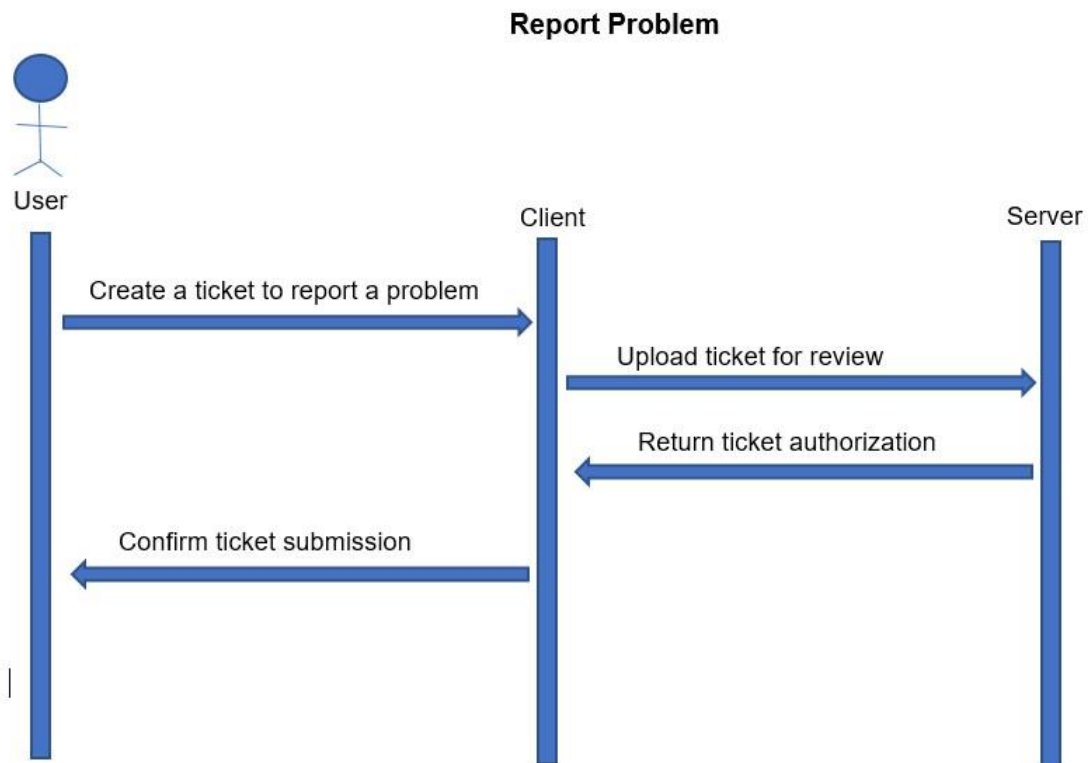 Report Problem
User
Client
Server
Create a ticket to report a problem
Upload ticket for review
Return ticket authorization
Confirm ticket submission